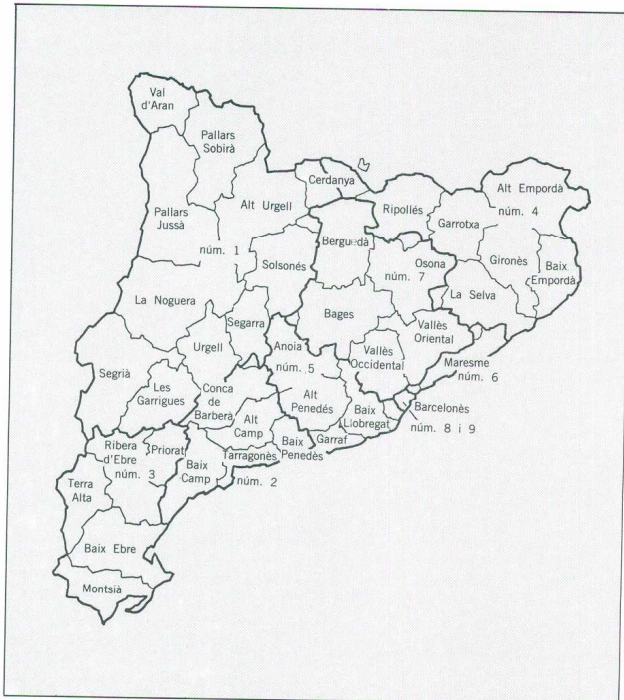 Val
d'Aran
Pallars
Sobirà
Cerdanya
Alt Empordà
núm. 4
Pallars
Jussà
Alt Urgell
núm. 1
Ripollés
Garrotxa
Berguedà
Osona
núm. 7
Gironès
Baix
Empordà
Solsonés
La Noguera
La Selva
Bages
Segarra
Vallès
Oriental
Urgell
Anoia
núm. 5
Vallès
Occidental
Maresme
núm. 6
Segrià
Les
Garrigues
Conca
de
Barberà
Alt
Penedés
Baix
Llobregat
Barcelonès
núm. 8 i 9
Alt
Camp
Garraf
Ribera
d'Ebre
núm. 3
Priorat
Baix
Camp
Tarragonès
Baix
Penedès
núm. 2
Terra
Alta
Baix Ebre
Montsià